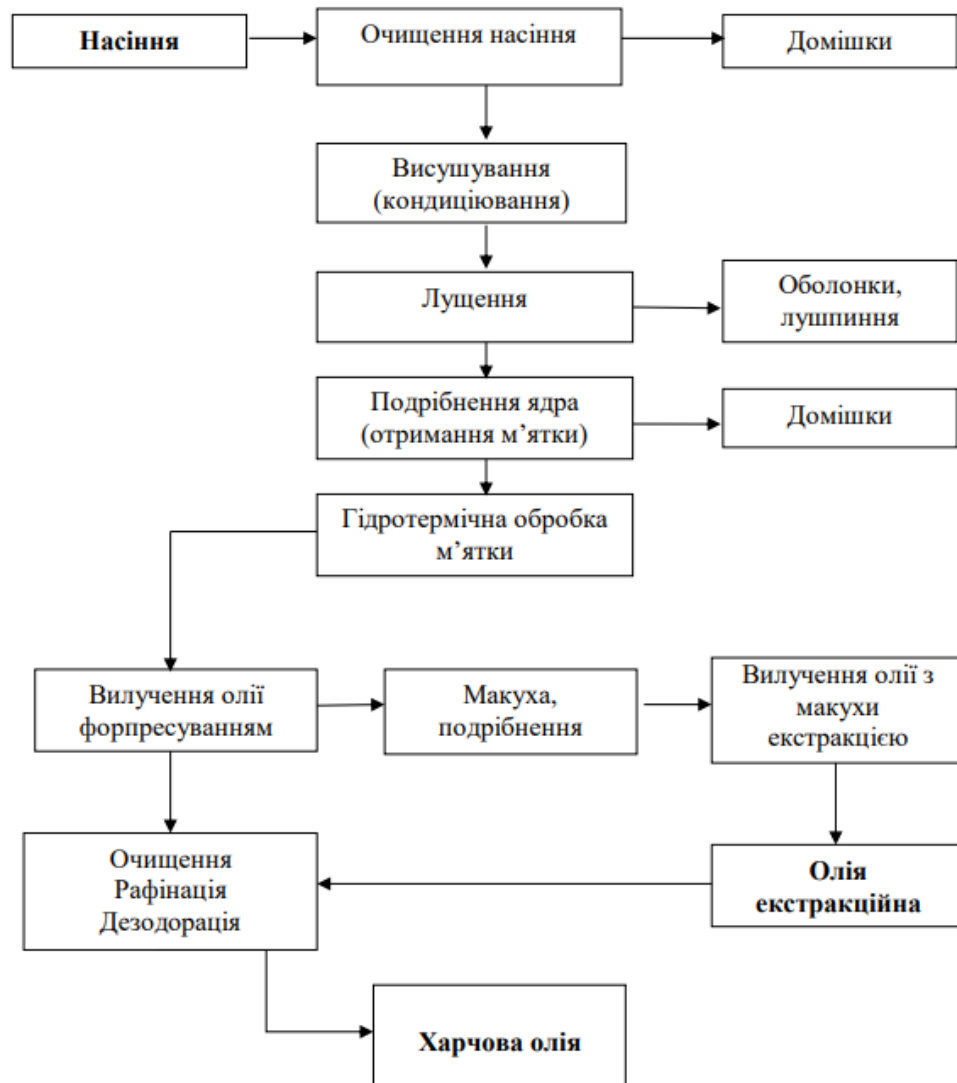 Насіння
Очищення насіння
Домішки
Висушування
(кондиціювання)
Лущення
Оболонки,
лушпиння
Подрібнення ядра
(отримання м’ятки)
Домішки
Гідротермічна обробка
м’ятки
Вилучення олії
форпресуванням
Макуха,
подрібнення
Вилучення олії з
макухи
екстракцією
Очищення
Рафінація
Дезодорація
Олія
екстракційна
Харчова олія